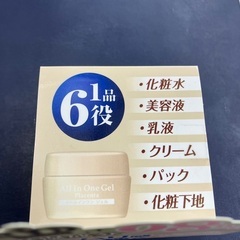 1品
6役
・化粧水
・美容液
・乳液
・クリーム
・パック
・化粧下地
All in One Gel
Placenta